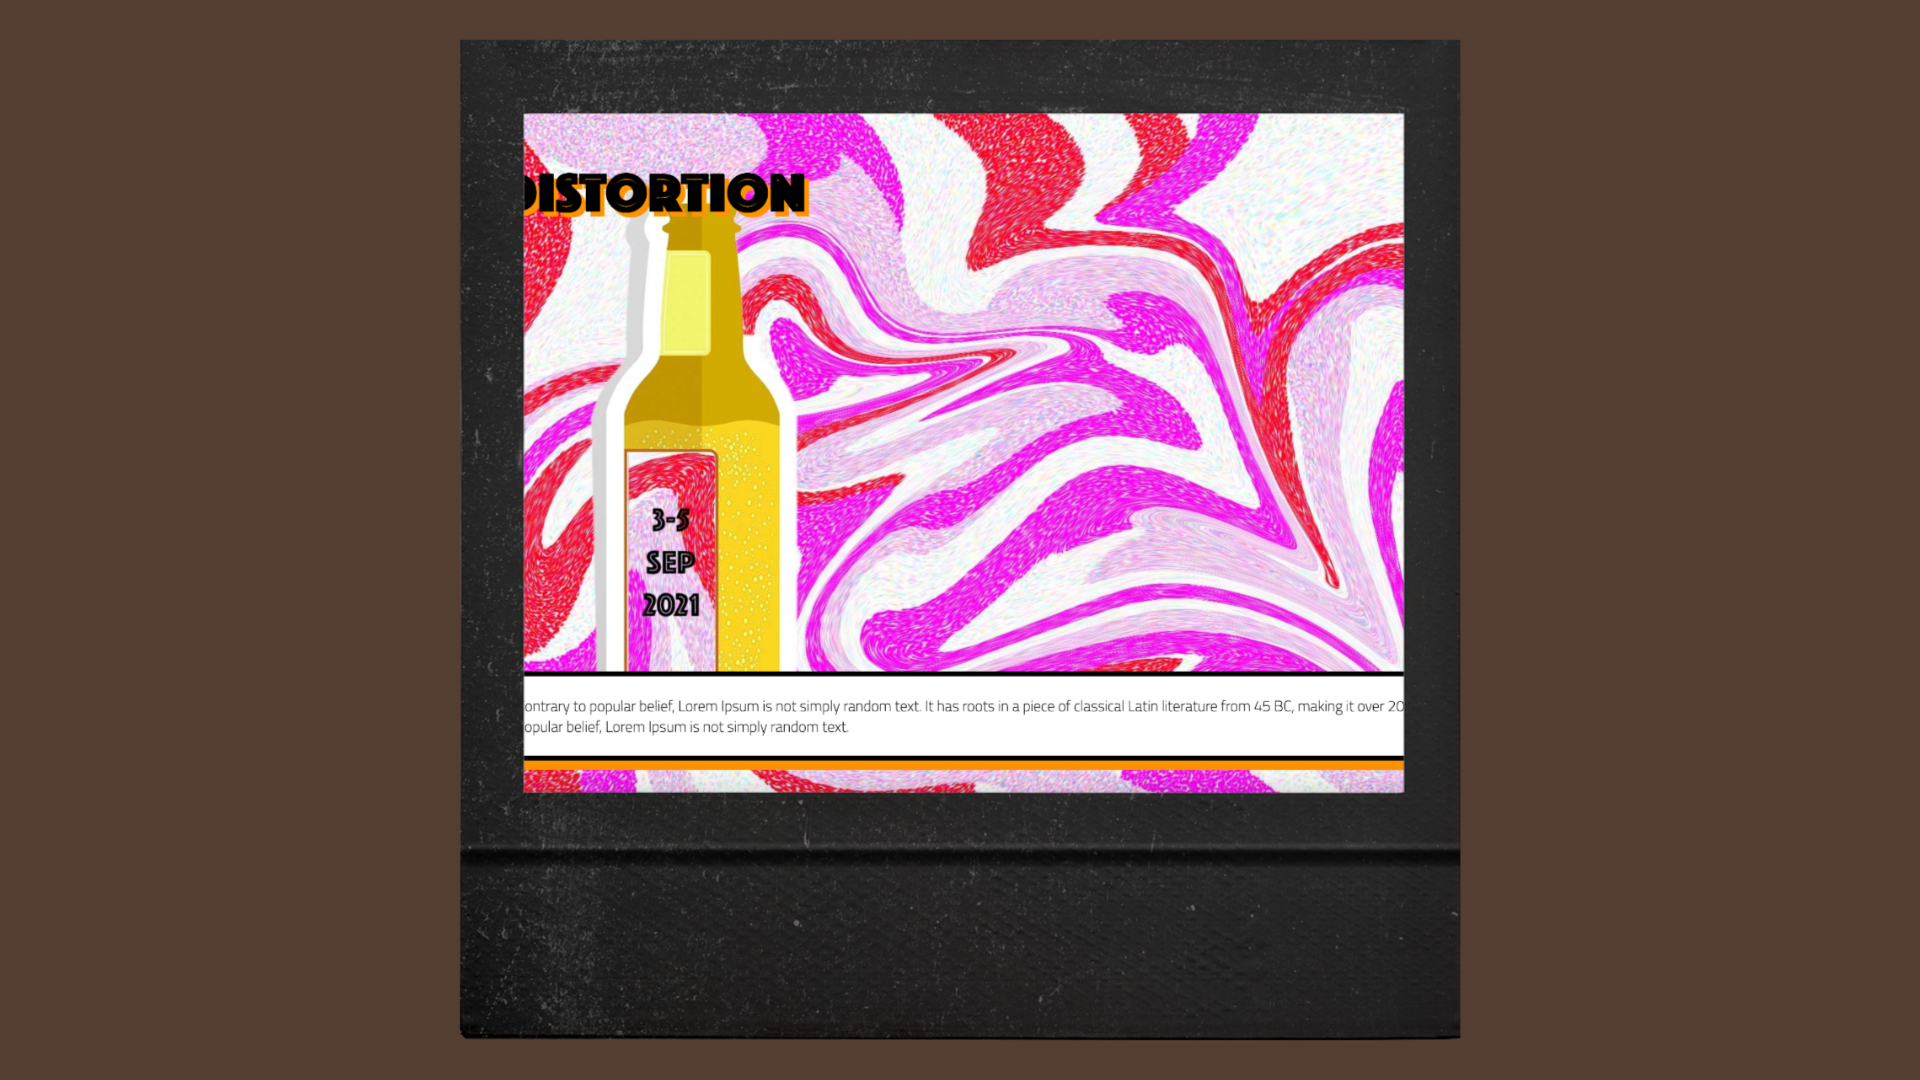 DISTORTION
3-5
SEP
2021
ontrary to popular belief, Lorem Ipsum is not simply random text. It has roots in a piece of classical Latin literature from 45 BC, making it over 20
opular belief, Lorem Ipsum is not simply random text.